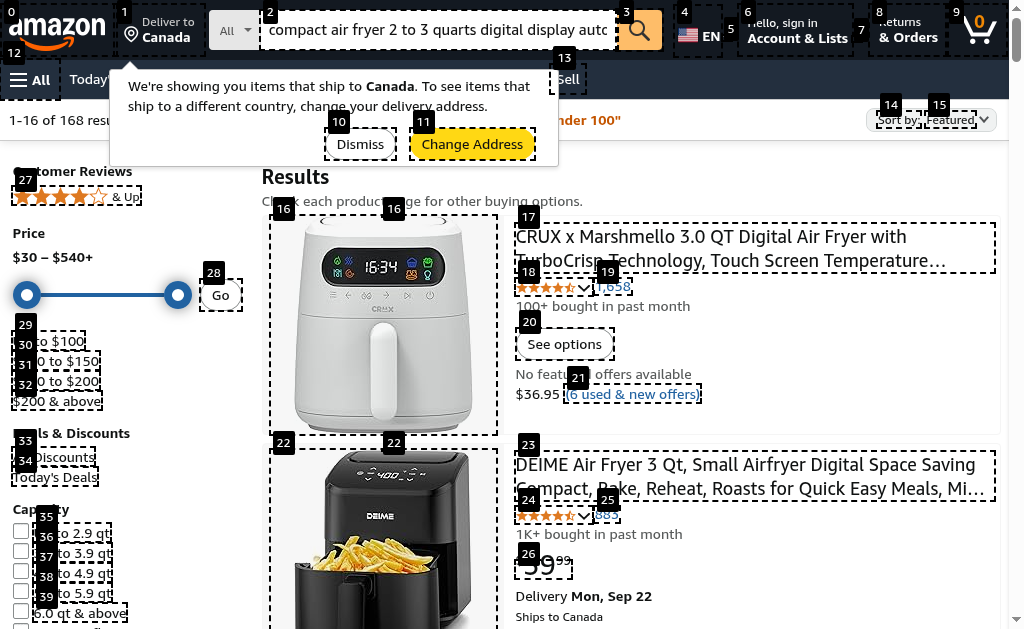 amazon
Deliver to
Canada
All
compact air fryer 2 to 3 quarts digital display auto
EN
Hello, sign in
Account & Lists
Returns
& Orders
0
All
Today'
Sell
We're showing you items that ship to Canada. To see items that
ship to a different country, change your delivery address.
Dismiss
Change Address
1-16 of 168
under 100"
Sort by: Featured
Customer Reviews
& Up
Price
$30 – $540+
Go
to $100
to $150
to $200
$200 & above
Deals & Discounts
Discounts
Today's Deals
Capacity
to 2.9 qt
to 3.9 qt
to 4.9 qt
to 5.9 qt
6.0 qt & above
Results
Check each product page for other buying options.
16:34
CRUX
CRUX x Marshmello 3.0 QT Digital Air Fryer with
TurboCrisp Technology, Touch Screen Temperature…
1,658
100+ bought in past month
See options
No featured offers available
$36.95 (6 used & new offers)
400
DEIME
DEIME Air Fryer 3 Qt, Small Airfryer Digital Space Saving
Compact, Bake, Reheat, Roasts for Quick Easy Meals, Mi…
883
1K+ bought in past month
99
Delivery Mon, Sep 22
Ships to Canada
0
1
2
3
4
5
6
7
8
9
10
11
12
13
14
15
16
16
17
18
19
20
21
22
22
23
24
25
26
27
28
29
30
31
32
33
34
35
36
37
38
39